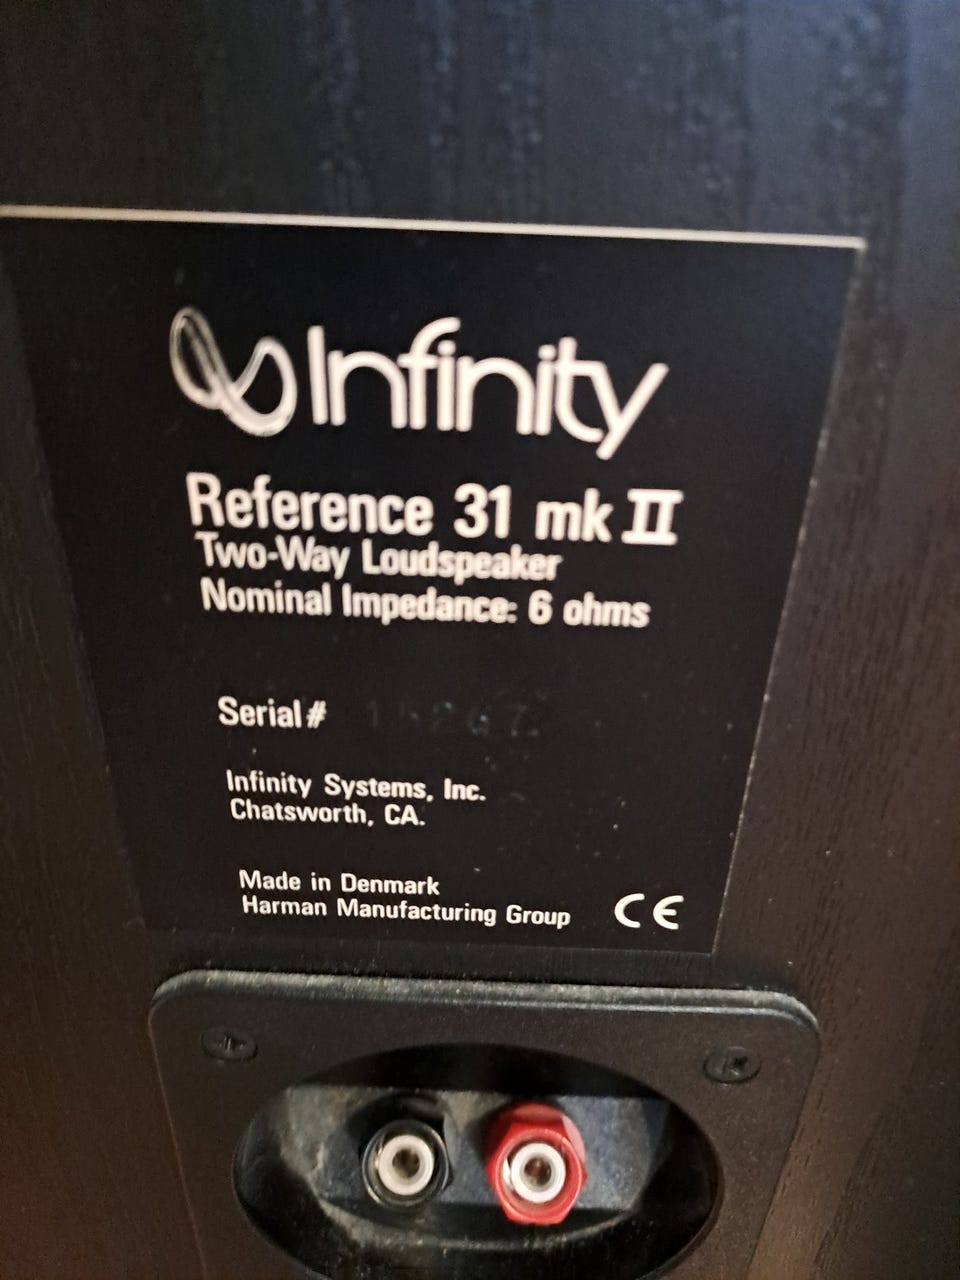 Infinity
Reference 31 mk II
Two-Way Loudspeaker
Nominal Impedance: 6 ohms
Serial#
Infinity Systems, Inc.
Chatsworth, CA.
Made in Denmark
Harman Manufacturing Group CE